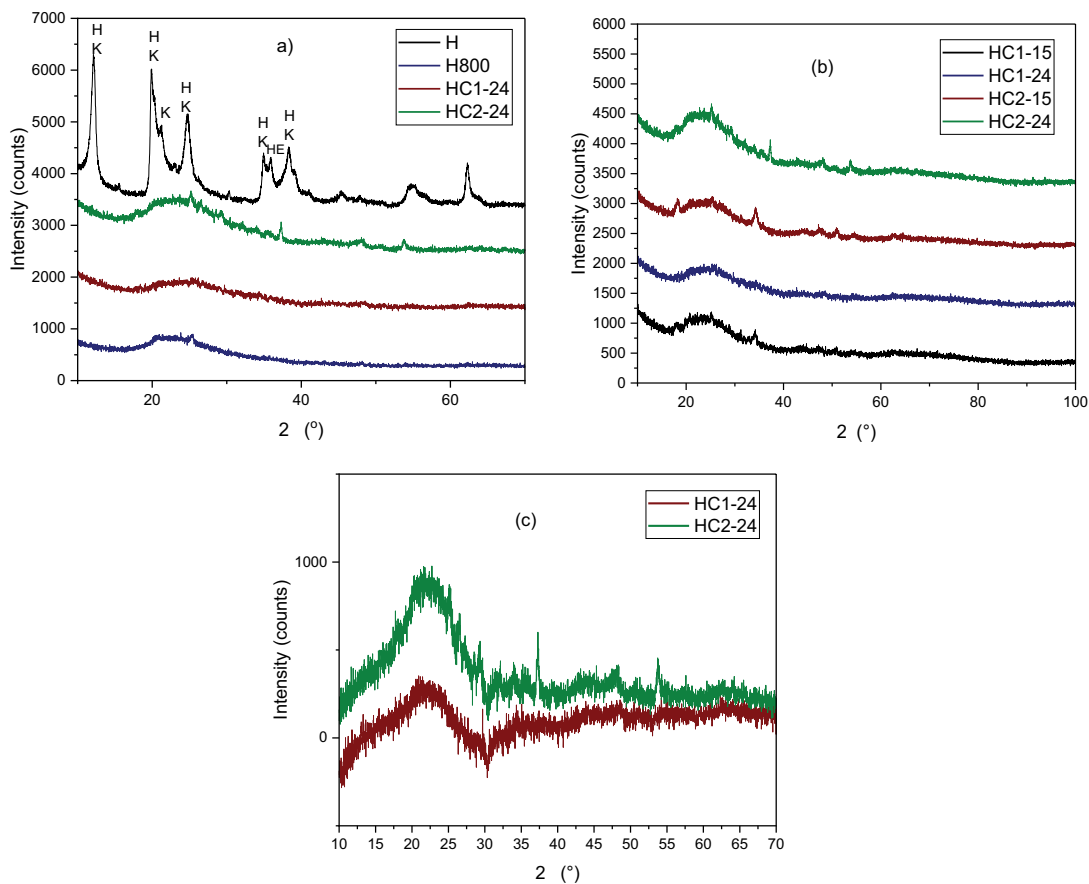 a)
H
H800
HC1-24
HC2-24
H
K
H
K
K
H
K
H
K
HE
H
K
7000
6000
5000
4000
3000
2000
1000
0
Intensity (counts)
20
40
60
2 (°)
(b)
HC1-15
HC1-24
HC2-15
HC2-24
6000
5500
5000
4500
4000
3500
3000
2500
2000
1500
1000
500
0
Intensity (counts)
20
40
60
80
100
2 (°)
(c)
HC1-24
HC2-24
1000
0
Intensity (counts)
10
15
20
25
30
35
40
45
50
55
60
65
70
2 (°)